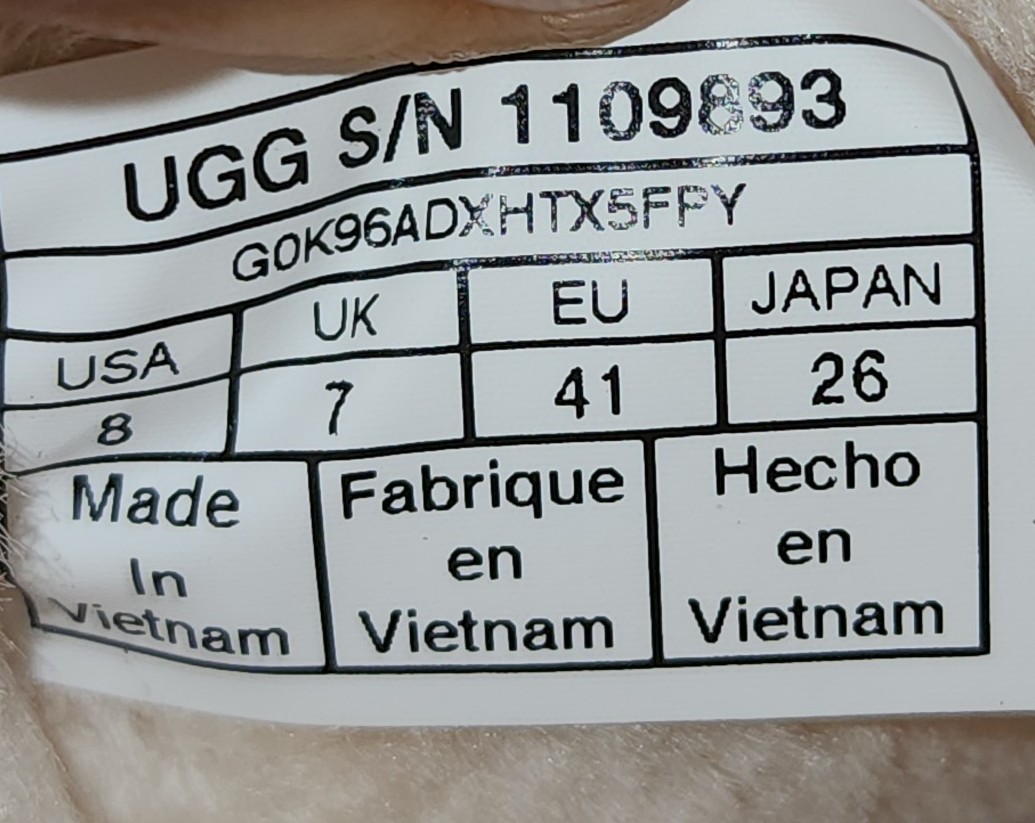 UGG S/N 1109893
G0K96ADXHTX5FPY
USA UK EU JAPAN
8 7 41 26
Made
In
Vietnam
Fabrique
en
Vietnam
Hecho
en
Vietnam